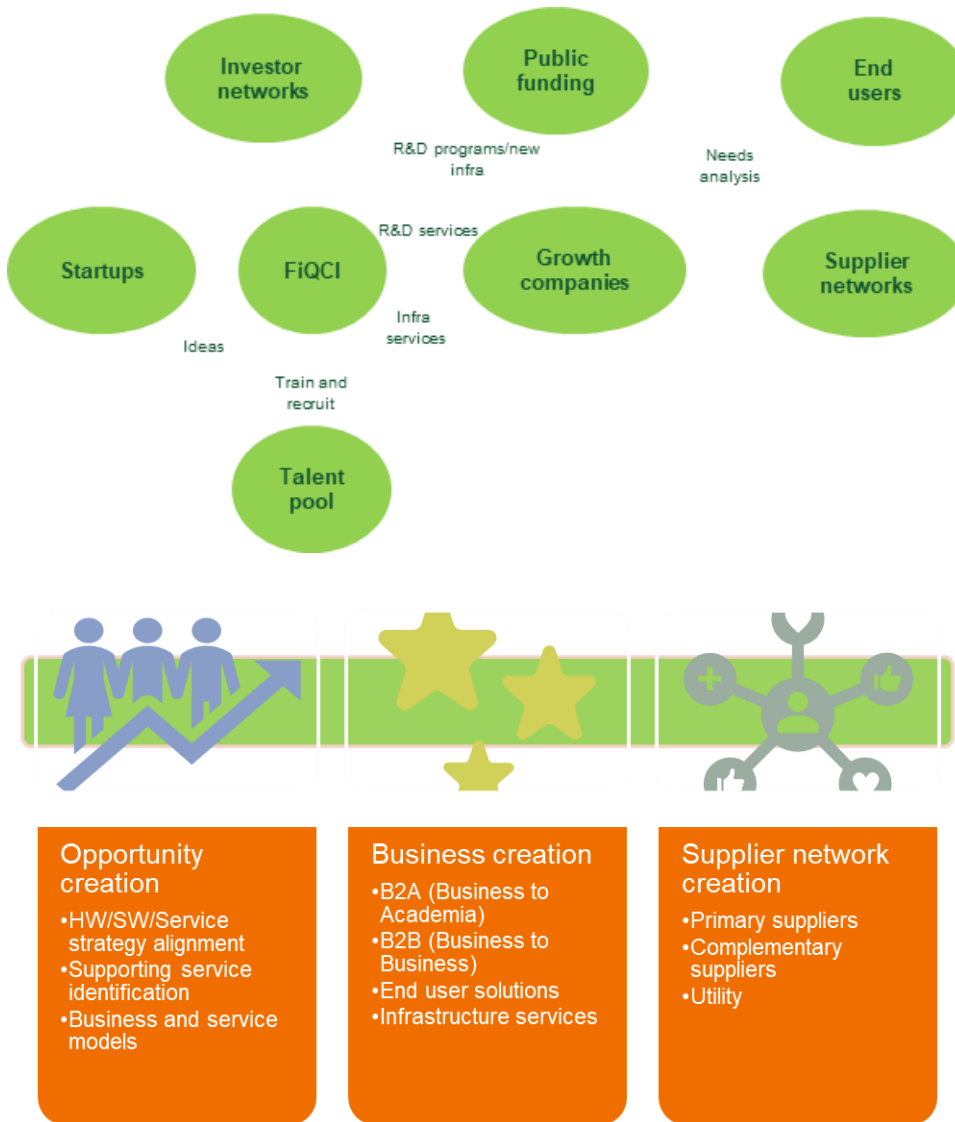 Investor
networks
Public
funding
End
users
R&D programs/new
infra
Needs
analysis
Startups
FiQCI
R&D services
Growth
companies
Supplier
networks
Infra
services
Ideas
Train and
recruit
Talent
pool
Opportunity
creation
•HW/SW/Service
strategy alignment
•Supporting service
identification
•Business and service
models
Business creation
•B2A (Business to
Academia)
•B2B (Business to
Business)
•End user solutions
•Infrastructure services
Supplier network
creation
•Primary suppliers
•Complementary
suppliers
•Utility